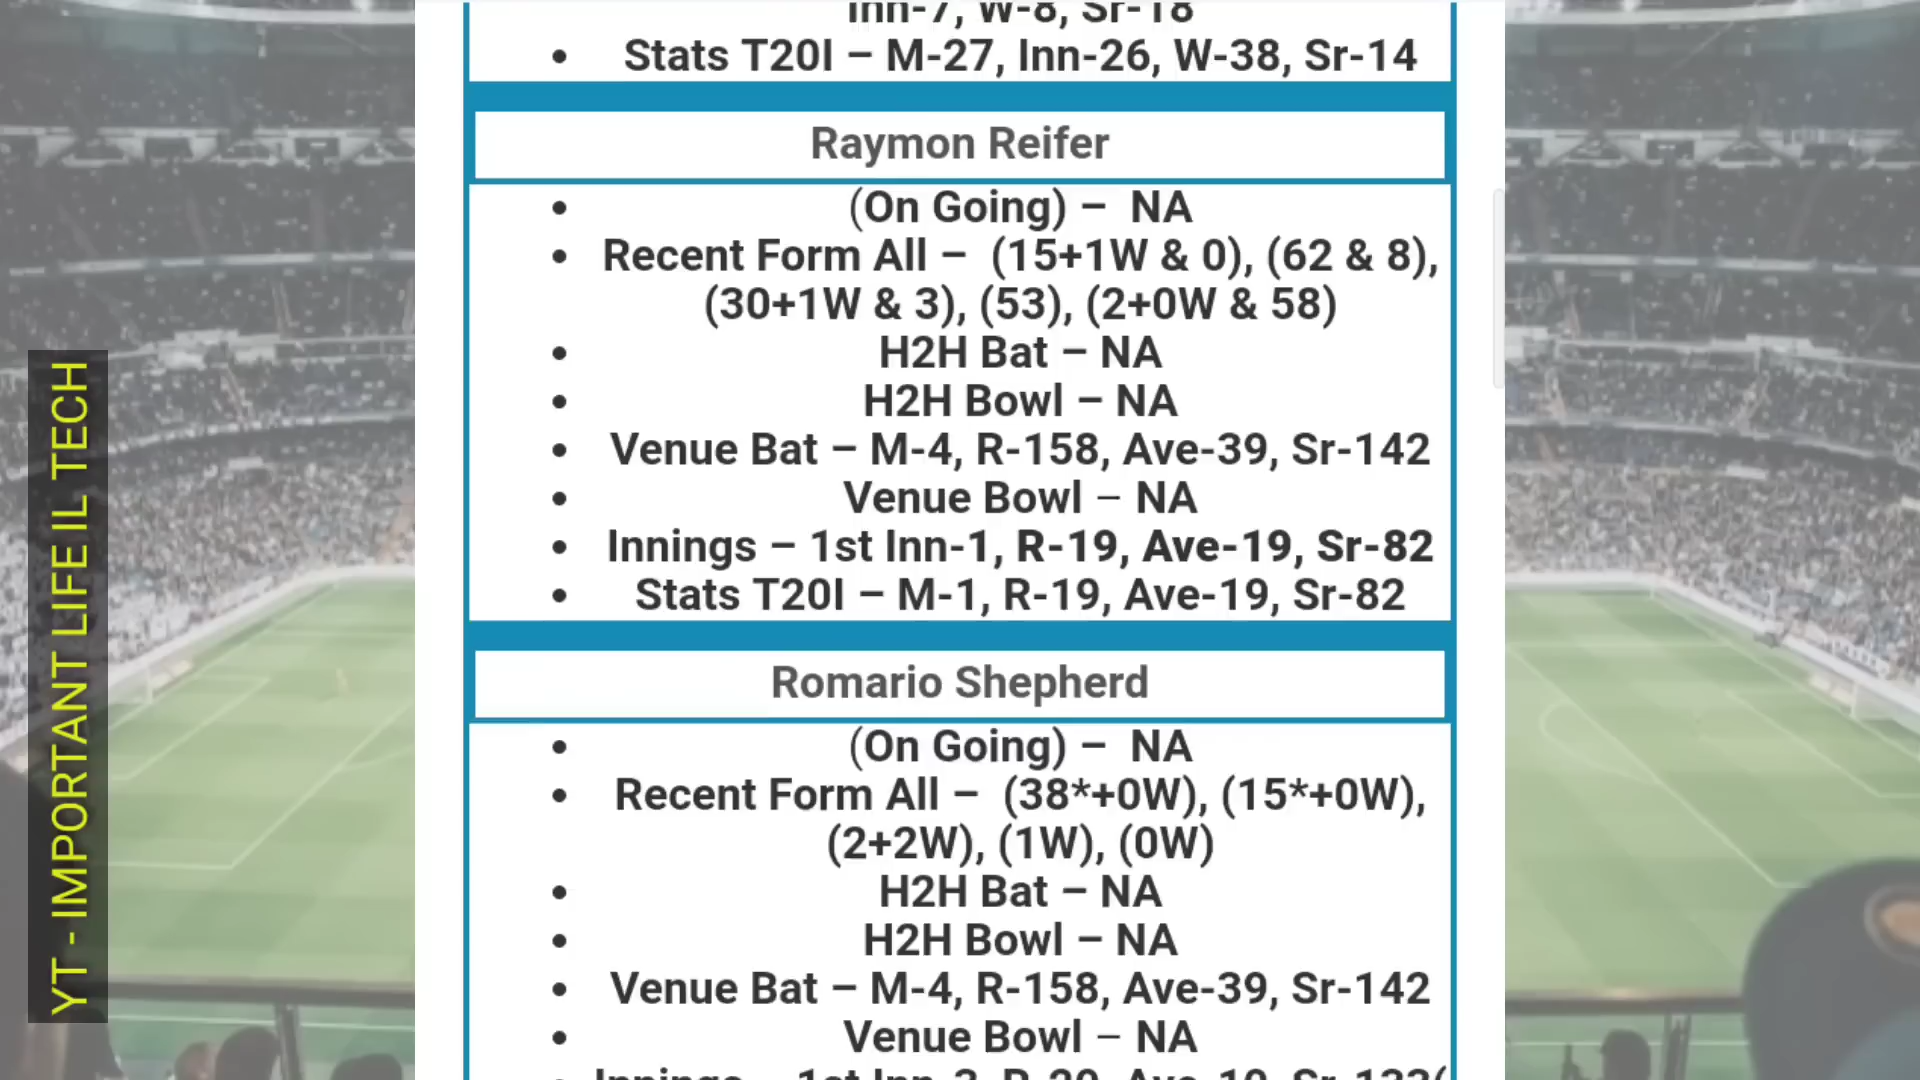 Inn-7, W-8, Sr-18
• Stats T20I – M-27, Inn-26, W-38, Sr-14
Raymon Reifer
• (On Going) – NA
• Recent Form All – (15+1W & 0), (62 & 8),
(30+1W & 3), (53), (2+0W & 58)
• H2H Bat – NA
• H2H Bowl – NA
• Venue Bat – M-4, R-158, Ave-39, Sr-142
• Venue Bowl – NA
• Innings – 1st Inn-1, R-19, Ave-19, Sr-82
• Stats T20I – M-1, R-19, Ave-19, Sr-82
Romario Shepherd
• (On Going) – NA
• Recent Form All – (38*+0W), (15*+0W),
(2+2W), (1W), (0W)
• H2H Bat – NA
• H2H Bowl – NA
• Venue Bat – M-4, R-158, Ave-39, Sr-142
• Venue Bowl – NA
YT - IMPORTANT LIFE IL TECH